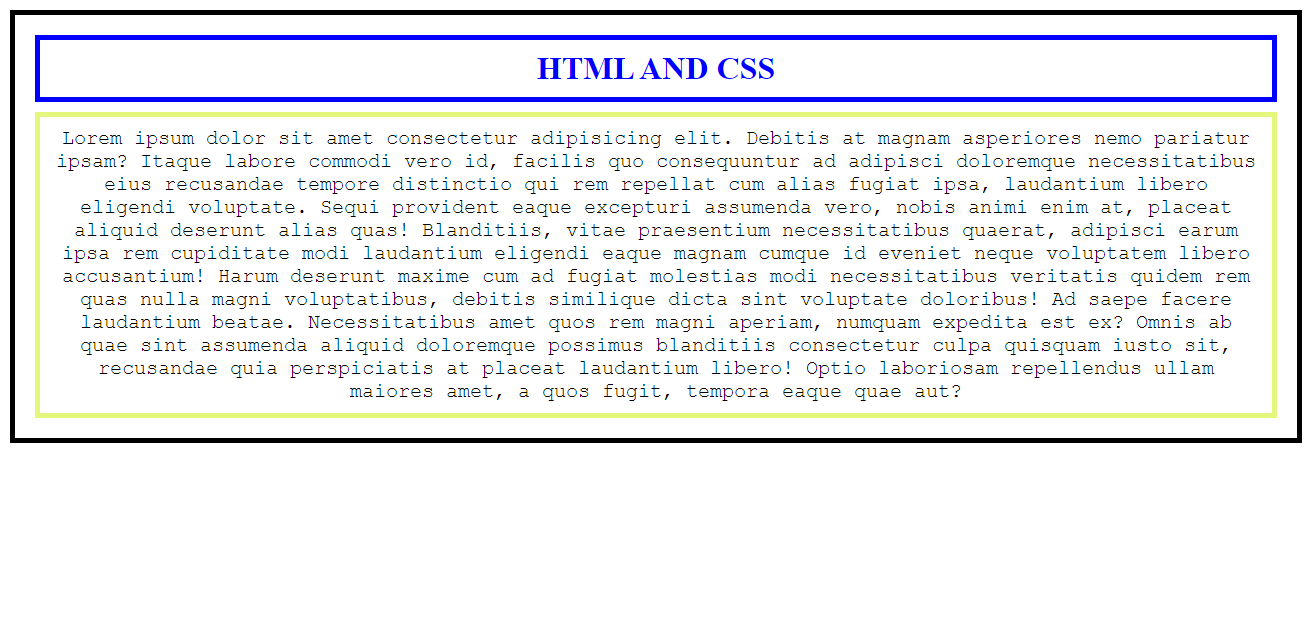 HTML AND CSS
Lorem ipsum dolor sit amet consectetur adipisicing elit. Debitis at magnam asperiores nemo pariatur
ipsam? Itaque labore commodi vero id, facilis quo consequuntur ad adipisci doloremque necessitatibus
eius recusandae tempore distinctio qui rem repellat cum alias fugiat ipsa, laudantium libero
eligendi voluptate. Sequi provident eaque excepturi assumenda vero, nobis animi enim at, placeat
aliquid deserunt alias quas! Blanditiis, vitae praesentium necessitatibus quaerat, adipisci earum
ipsa rem cupiditate modi laudantium eligendi eaque magnam cumque id eveniet neque voluptatem libero
accusantium! Harum deserunt maxime cum ad fugiat molestias modi necessitatibus veritatis quidem rem
quas nulla magni voluptatibus, debitis similique dicta sint voluptate doloribus! Ad saepe facere
laudantium beatae. Necessitatibus amet quos rem magni aperiam, numquam expedita est ex? Omnis ab
quae sint assumenda aliquid doloremque possimus blanditiis consectetur culpa quisquam iusto sit,
recusandae quia perspiciatis at placeat laudantium libero! Optio laboriosam repellendus ullam
maiores amet, a quos fugit, tempora eaque quae aut?